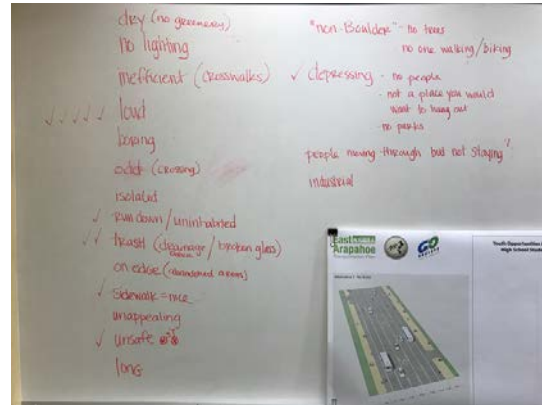 dry (no greenery)
no lighting
inefficient (crosswalks)
✓ ✓ ✓ ✓ loud
boring
odd (crossing)
isolated
✓ run down / uninhabited
✓✓ trash (drainage / broken glass)
on edge (abandoned areas)
✓ sidewalk = nice
unappealing
✓ unsafe
long
"non-Boulder" - no trees
no one walking/biking
✓ depressing - no people
- not a place you would
want to hang out
- no parks
people moving through but not staying?
industrial
East
Arapahoe
GO
Youth Opportunities
High School